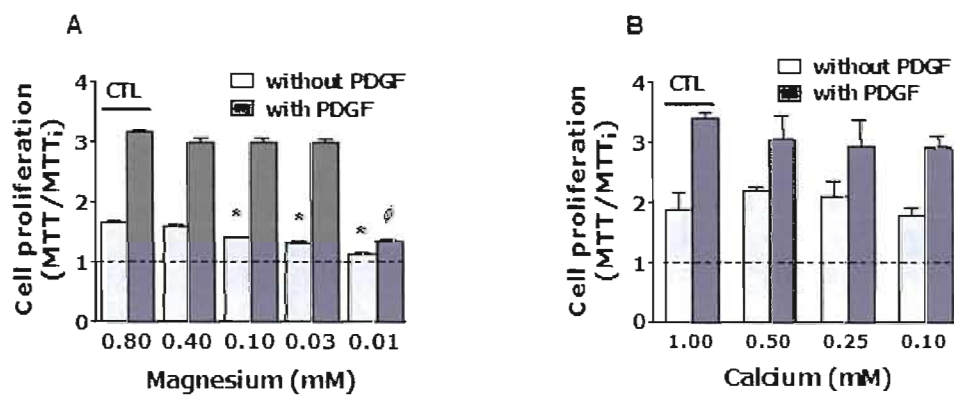 A
Cell proliferation
(MTT/MTTi)
4
3
2
1
0
CTL
without PDGF
with PDGF
*
*
*
ϕ
0.80 0.40 0.10 0.03 0.01
Magnesium (mM)
B
Cell proliferation
(MTT/MTTi)
4
3
2
1
0
CTL
without PDGF
with PDGF
1.00 0.50 0.25 0.10
Calcium (mM)